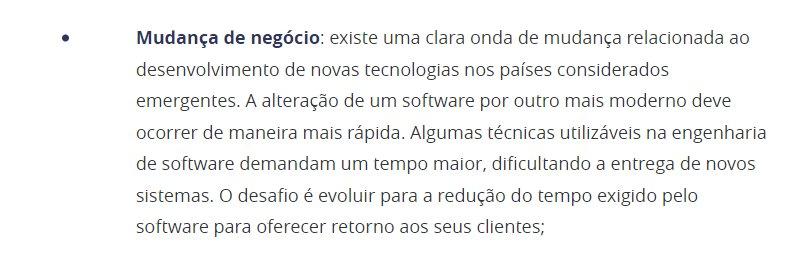 • Mudança de negócio: existe uma clara onda de mudança relacionada ao
desenvolvimento de novas tecnologias nos países considerados
emergentes. A alteração de um software por outro mais moderno deve
ocorrer de maneira mais rápida. Algumas técnicas utilizáveis na engenharia
de software demandam um tempo maior, dificultando a entrega de novos
sistemas. O desafio é evoluir para a redução do tempo exigido pelo
software para oferecer retorno aos seus clientes;